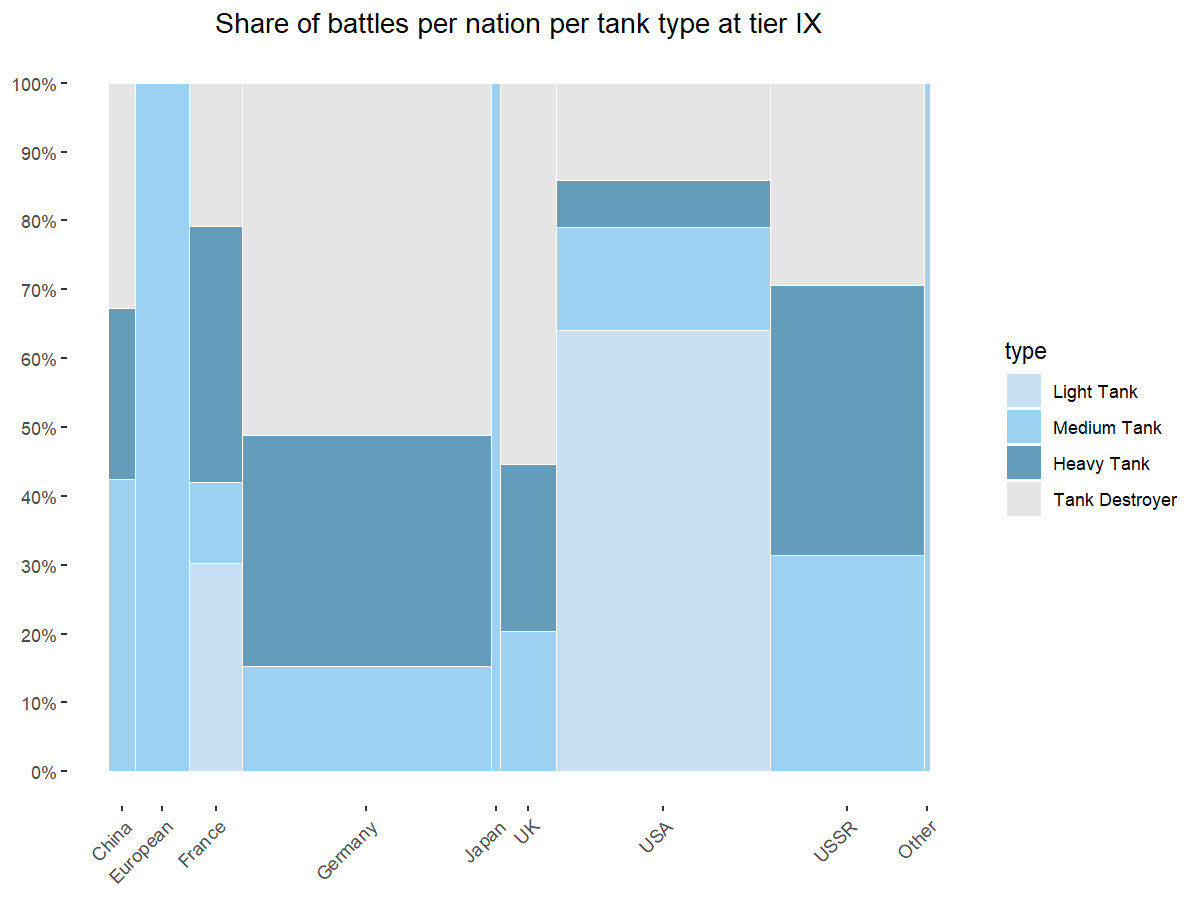 Share of battles per nation per tank type at tier IX
100%
90%
80%
70%
60%
50%
40%
30%
20%
10%
0%
China
European
France
Germany
Japan
UK
USA
USSR
Other
type
Light Tank
Medium Tank
Heavy Tank
Tank Destroyer